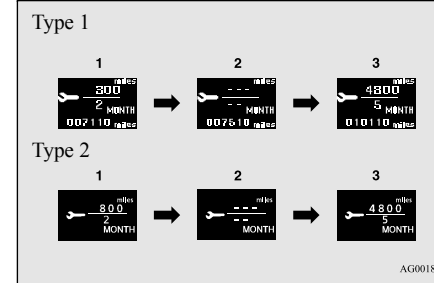 Type 1
1 2 3
miles miles miles
800 --- 4800
2 MONTH -- MONTH 5 MONTH
007110 miles 007510 miles 010110 miles
Type 2
1 2 3
miles miles miles
800 --- 4800
2 -- 5
MONTH MONTH MONTH
AG0018